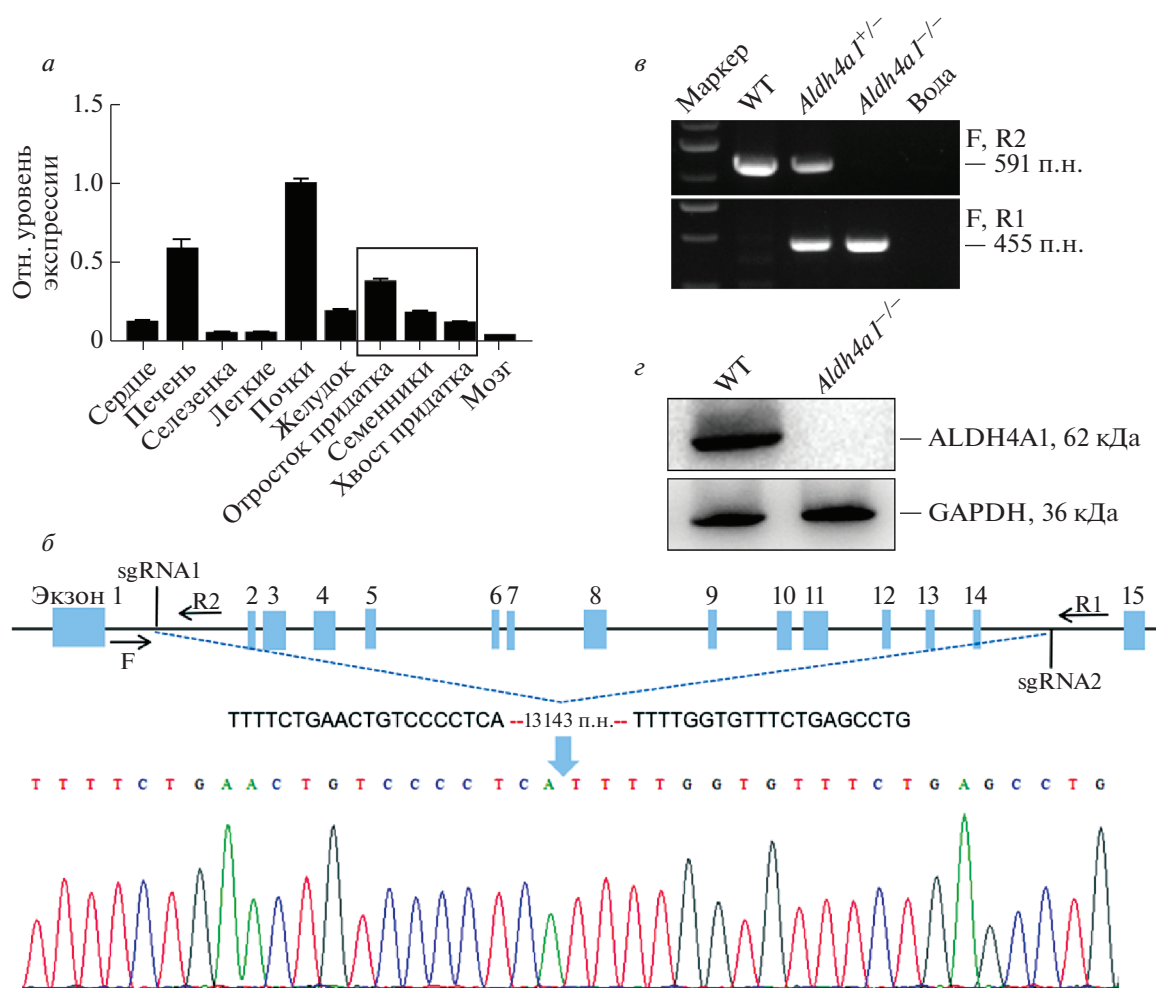 а
Отн. уровень
экспрессии
1.5
1.0
0.5
0
Сердце
Печень
Селезенка
Легкие
Почки
Желудок
Отросток придатка
Семенники
Хвост придатка
Мозг
в
Маркер
WT
Aldh4a1+/−
Aldh4a1−/−
Вода
F, R2
591 п.н.
F, R1
455 п.н.
г
WT
Aldh4a1−/−
ALDH4A1, 62 кДа
GAPDH, 36 кДа
б
sgRNA1
Экзон 1 R2 2 3 4 5 6 7 8 9 10 11 12 13 14 R1 15
F
sgRNA2
TTTTCTGAACTGTCCCCTCA --13143 п.н.-- TTTTGGTGTTTCTGAGCCTG
T T T T C T G A A C T G T C C C C T C A T T T T G G T G T T T C T G A G C C T G